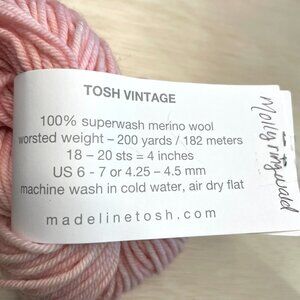 TOSH VINTAGE
100% superwash merino wool
worsted weight – 200 yards / 182 meters
18 – 20 sts = 4 inches
US 6 - 7 or 4.25 – 4.5 mm
machine wash in cold water, air dry flat
madelinetosh.com
Molly ringwald